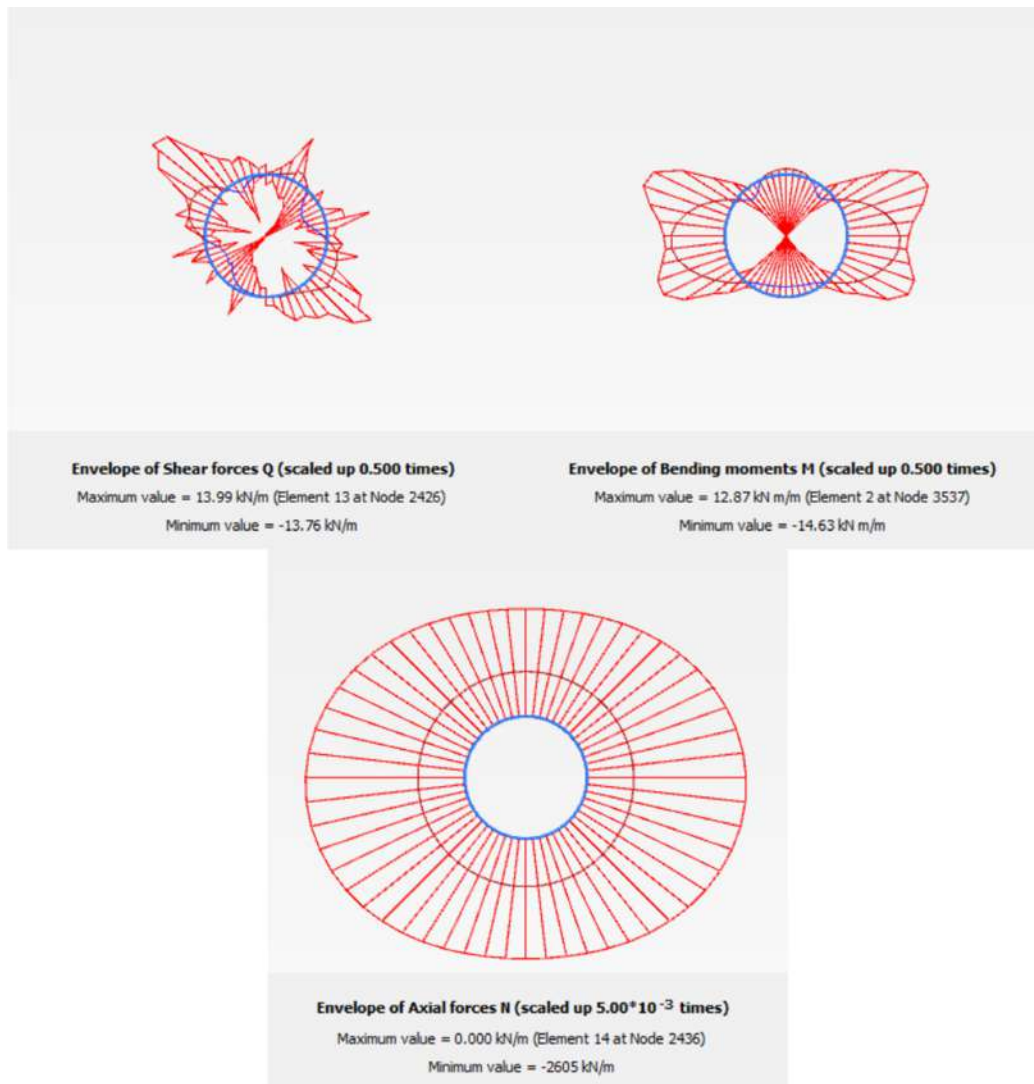 Envelope of Shear forces Q (scaled up 0.500 times)
Maximum value = 13.99 kN/m (Element 13 at Node 2426)
Minimum value = -13.76 kN/m
Envelope of Bending moments M (scaled up 0.500 times)
Maximum value = 12.87 kN m/m (Element 2 at Node 3537)
Minimum value = -14.63 kN m/m
Envelope of Axial forces N (scaled up 5.00*10⁻³ times)
Maximum value = 0.000 kN/m (Element 14 at Node 2436)
Minimum value = -2605 kN/m